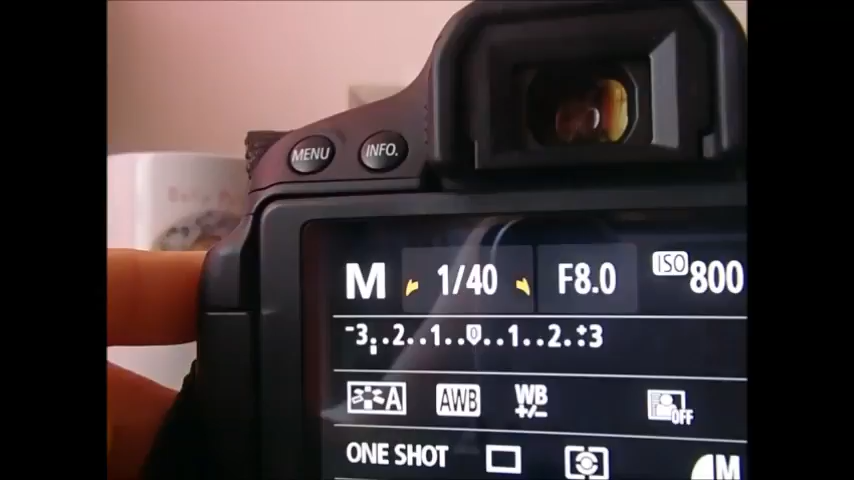 MENU INFO.
M 1/40 F8.0 ISO 800
-3..2..1..0..1..2.+3
A AWB WB +/- OFF
ONE SHOT M